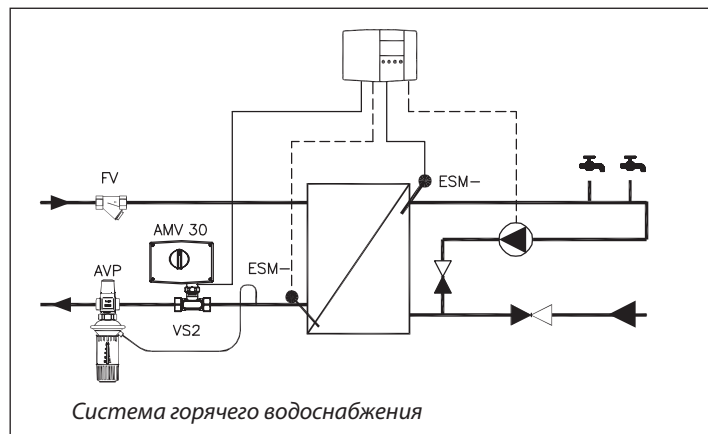 ESM-
FV
AMV 30
AVP
ESM-
VS2
Система горячего водоснабжения